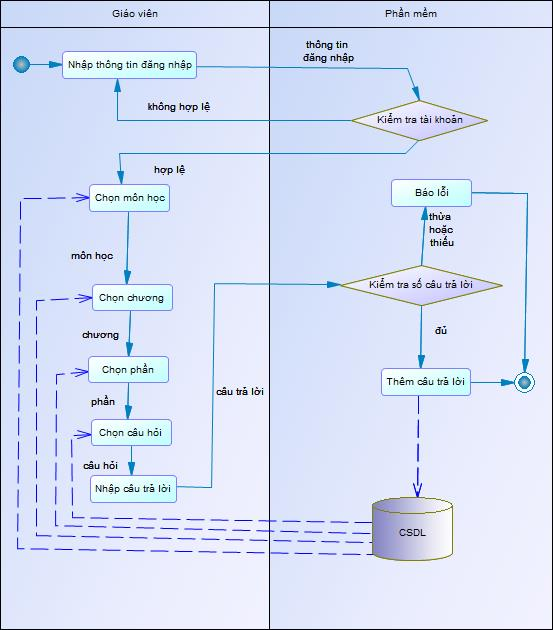 Giáo viên
Phần mềm
Nhập thông tin đăng nhập
thông tin
đăng nhập
không hợp lệ
Kiểm tra tài khoản
hợp lệ
Chọn môn học
Báo lỗi
thừa
hoặc
thiếu
môn học
Kiểm tra số câu trả lời
Chọn chương
chương
đủ
Chọn phần
Thêm câu trả lời
phần
câu trả lời
Chọn câu hỏi
câu hỏi
Nhập câu trả lời
CSDL